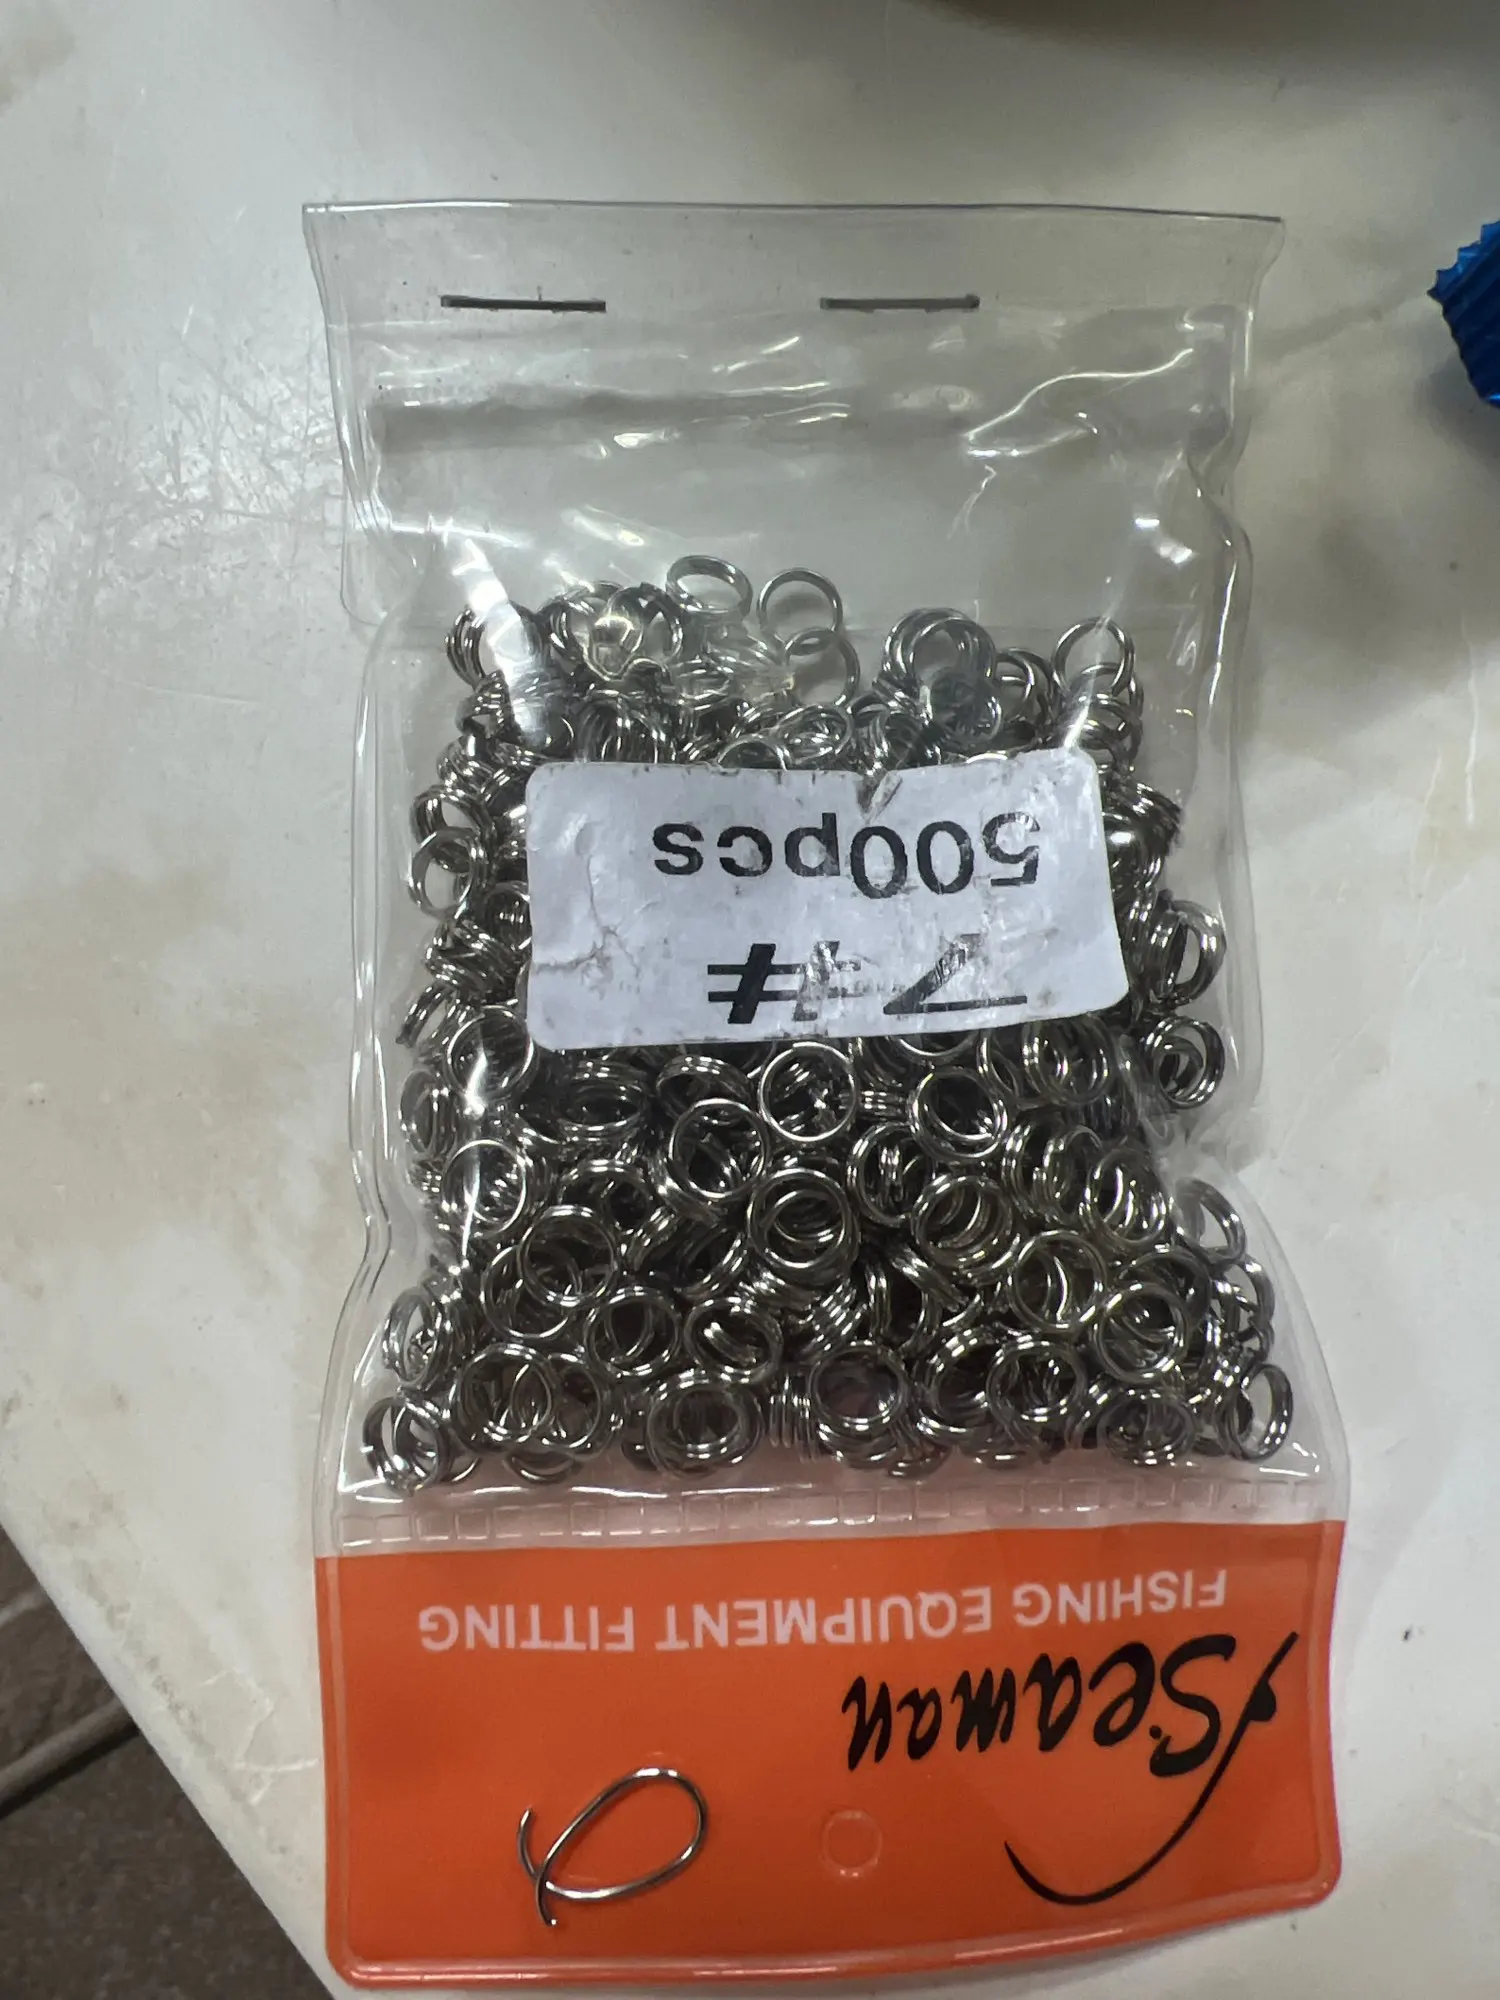 Seaman
FISHING EQUIPMENT FITTING
7#
500pcs